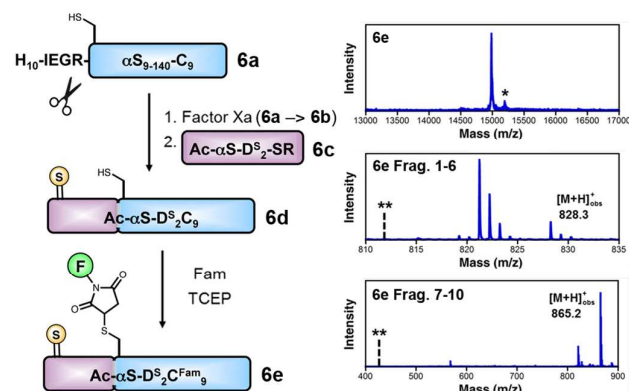 HS
H₁₀-IEGR- αS₉₋₁₄₀-C₉ 6a
1. Factor Xa (6a –> 6b)
2. Ac-αS-Dˢ₂-SR 6c
S
HS
Ac-αS-Dˢ₂C₉ 6d
F
N
O
O
S
Fam
TCEP
S
Ac-αS-Dˢ₂Cᶠᵃᵐ₉ 6e
6e
*
Intensity
13000 13500 14000 14500 15000 15500 16000 16500 17000
Mass (m/z)
6e Frag. 1-6
**
[M+H]⁺obs
828.3
Intensity
810 815 820 825 830 835
Mass (m/z)
6e Frag. 7-10
**
[M+H]⁺obs
865.2
Intensity
400 500 600 700 800 900
Mass (m/z)